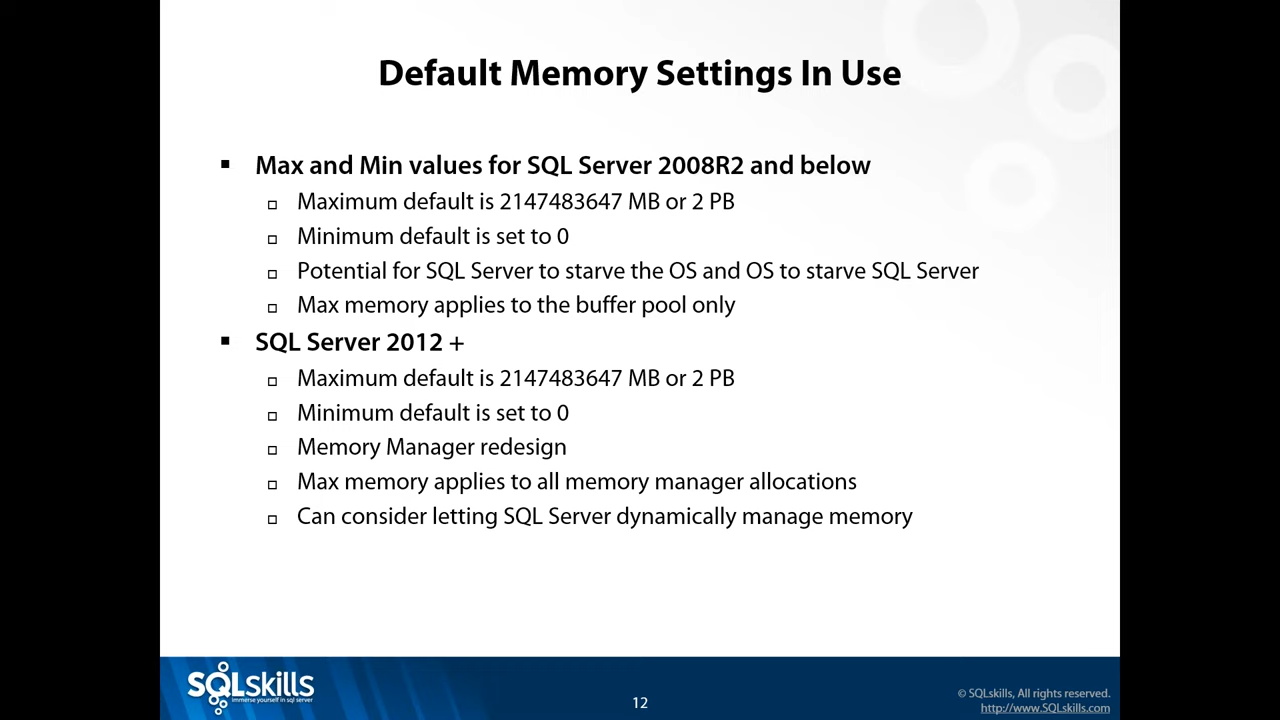 Default Memory Settings In Use
Max and Min values for SQL Server 2008R2 and below
Maximum default is 2147483647 MB or 2 PB
Minimum default is set to 0
Potential for SQL Server to starve the OS and OS to starve SQL Server
Max memory applies to the buffer pool only
SQL Server 2012 +
Maximum default is 2147483647 MB or 2 PB
Minimum default is set to 0
Memory Manager redesign
Max memory applies to all memory manager allocations
Can consider letting SQL Server dynamically manage memory
SQLskills
immerse yourself in sql server
12
© SQLskills, All rights reserved.
http://www.SQLskills.com